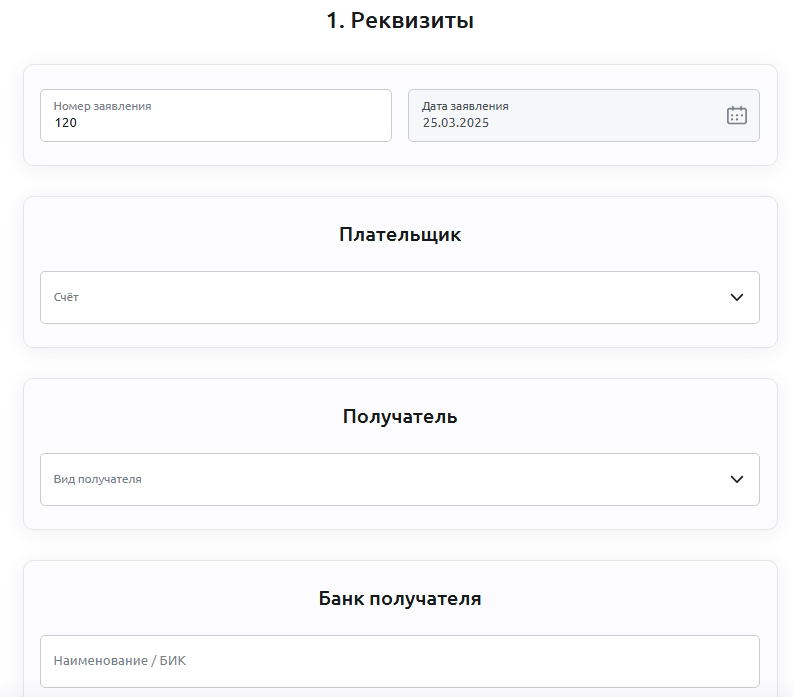 1. Реквизиты
Номер заявления
120
Дата заявления
25.03.2025
Плательщик
Счёт
Получатель
Вид получателя
Банк получателя
Наименование / БИК